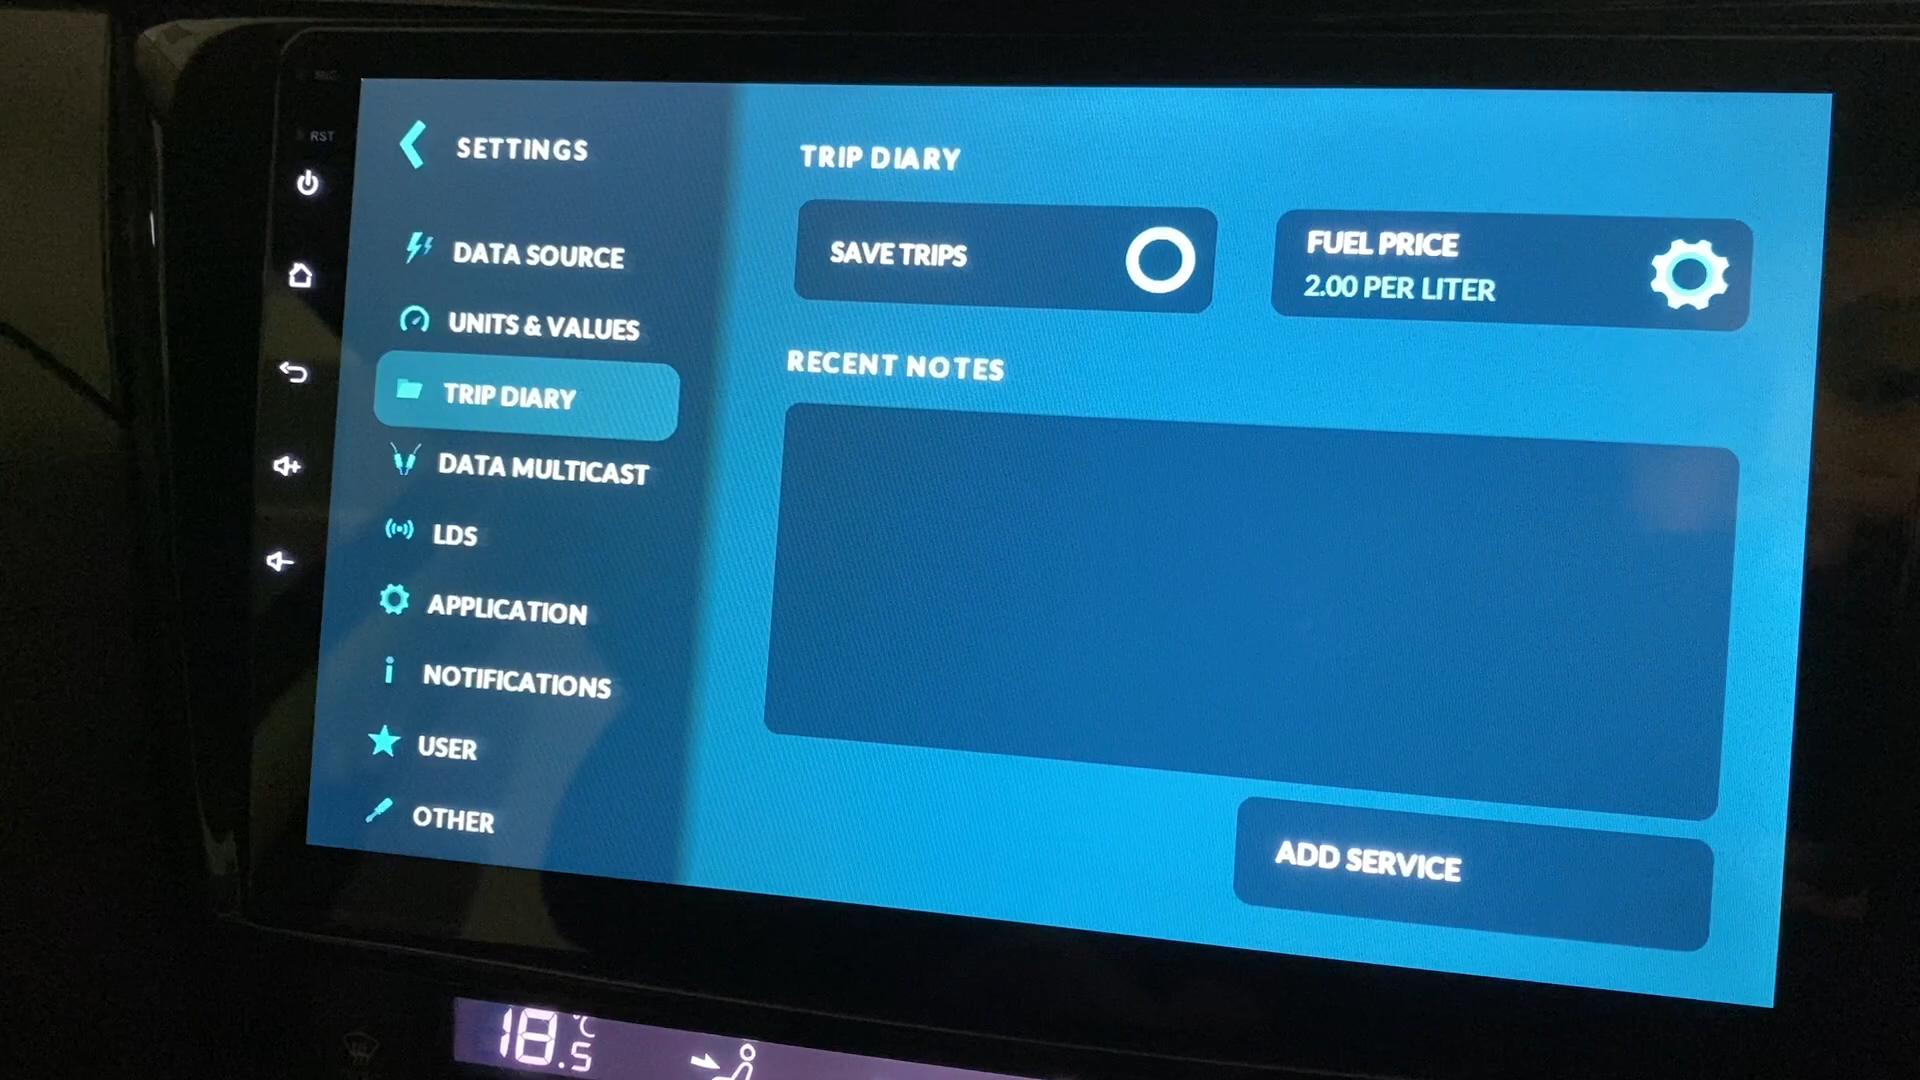 RST
SETTINGS
DATA SOURCE
UNITS & VALUES
TRIP DIARY
DATA MULTICAST
LDS
APPLICATION
NOTIFICATIONS
USER
OTHER
TRIP DIARY
SAVE TRIPS
FUEL PRICE
2.00 PER LITER
RECENT NOTES
ADD SERVICE
18.5 °C